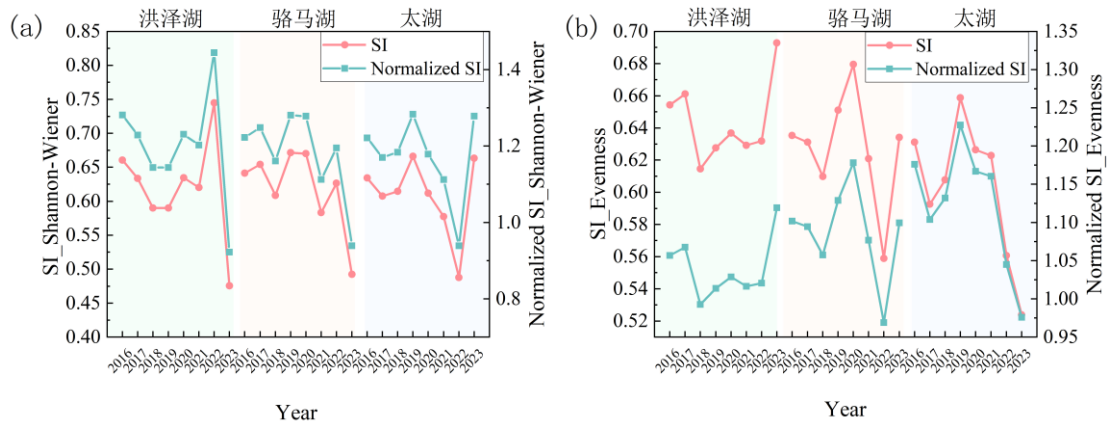 (a)
洪泽湖 骆马湖 太湖
SI
Normalized SI
0.85
0.80
0.75
0.70
0.65
0.60
0.55
0.50
0.45
0.40
SI_Shannon-Wiener
1.4
1.2
1.0
0.8
Normalized SI_Shannon-Wiener
2016 2017 2018 2019 2020 2021 2022 2023 2016 2017 2018 2019 2020 2021 2022 2023 2016 2017 2018 2019 2020 2021 2022 2023
Year
(b)
洪泽湖 骆马湖 太湖
SI
Normalized SI
0.70
0.68
0.66
0.64
0.62
0.60
0.58
0.56
0.54
0.52
SI_Evenness
1.35
1.30
1.25
1.20
1.15
1.10
1.05
1.00
0.95
Normalized SI_Evenness
2016 2017 2018 2019 2020 2021 2022 2023 2016 2017 2018 2019 2020 2021 2022 2023 2016 2017 2018 2019 2020 2021 2022 2023
Year